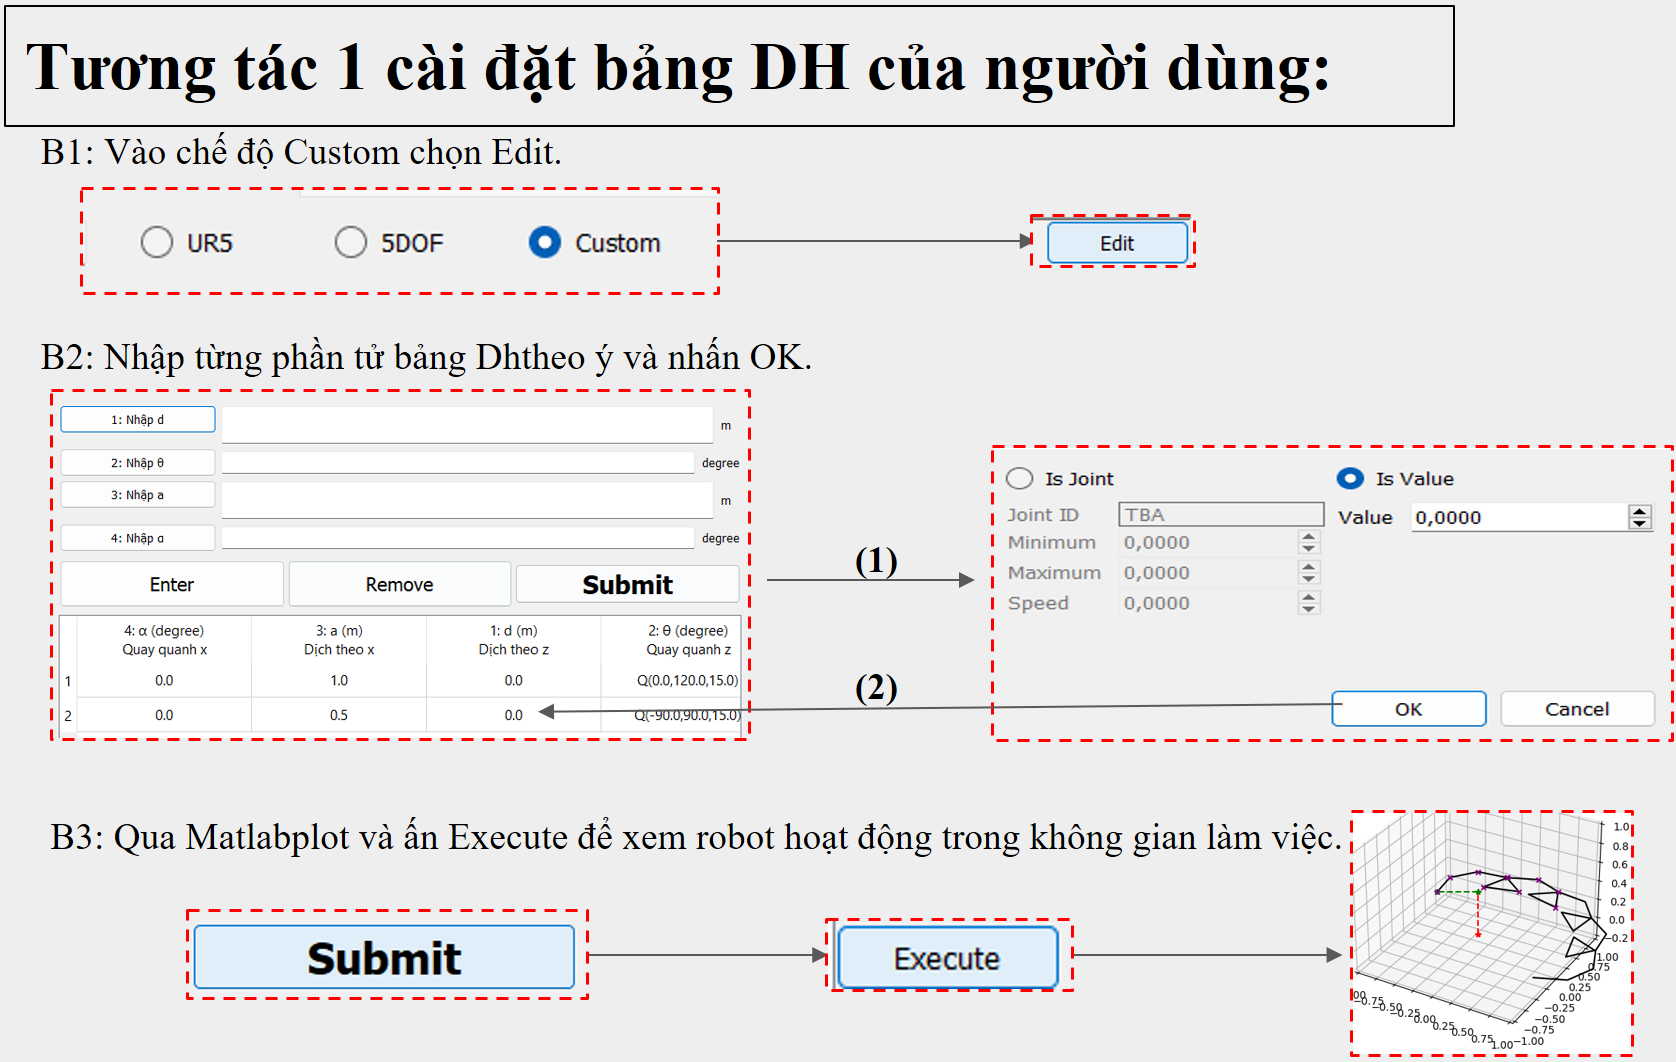 Tương tác 1 cài đặt bảng DH của người dùng:
B1: Vào chế độ Custom chọn Edit.
UR5 5DOF Custom
Edit
B2: Nhập từng phần tử bảng Dhtheo ý và nhấn OK.
1: Nhập d m
2: Nhập θ degree
3: Nhập a m
4: Nhập α degree
Enter Remove Submit
4: α (degree) 3: a (m) 1: d (m) 2: θ (degree)
Quay quanh x Dịch theo x Dịch theo z Quay quanh z
1 0.0 1.0 0.0 Q(0.0,120.0,15.0)
2 0.0 0.5 0.0 Q(-90.0,90.0,15.0)
(1)
(2)
Is Joint Is Value
Joint ID TBA Value 0,0000
Minimum 0,0000
Maximum 0,0000
Speed 0,0000
OK Cancel
B3: Qua Matlabplot và ấn Execute để xem robot hoạt động trong không gian làm việc.
Submit
Execute
1.0
0.8
0.6
0.4
0.2
0.0
−0.2
1.00
0.75
0.50
0.25
0.00
−0.25
−0.50
−0.75
−1.00
00
−0.75
−0.50
−0.25
0.00
0.25
0.50
0.75
1.00